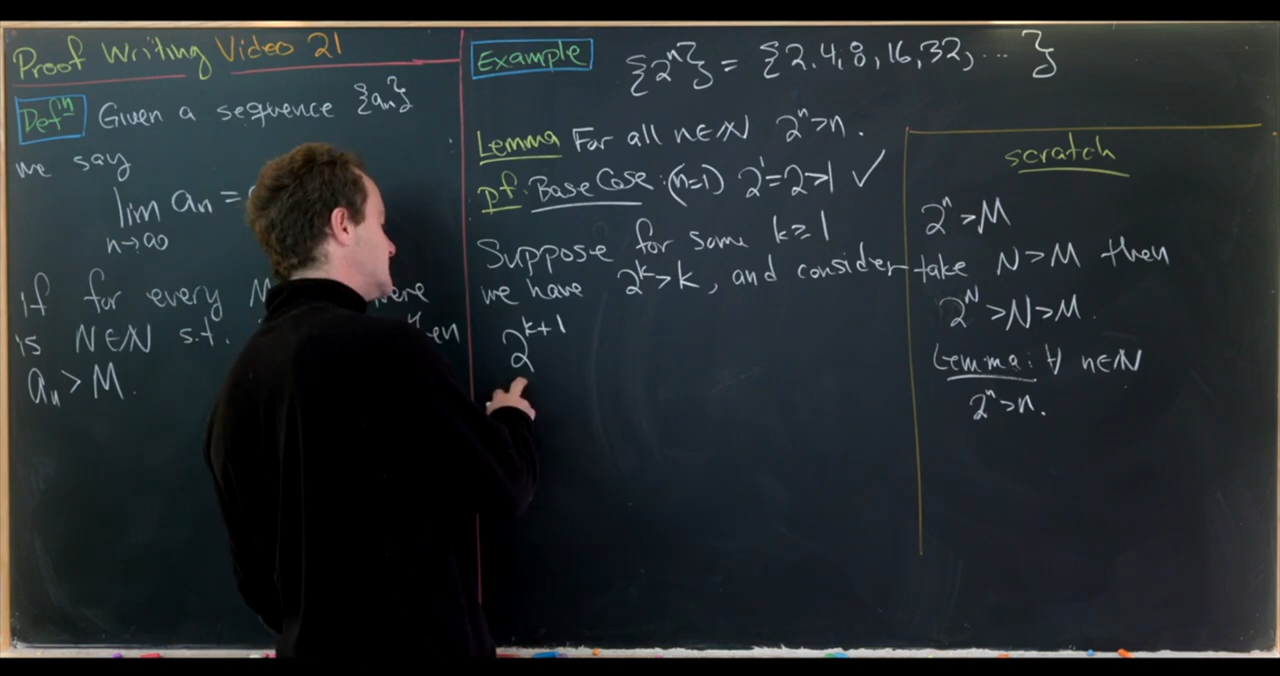 Proof Writing Video 21
Defⁿ Given a sequence {aₙ}
we say
lim aₙ =
n→∞
if for every M
is N∈ℕ s.t.
aₙ > M.
Example {2ⁿ} = {2,4,8,16,32,... }
Lemma For all n∈ℕ 2ⁿ>n.
pf: Base Case: (n=1) 2¹=2>1 ✓
Suppose for some k≥1
we have 2ᵏ>k, and consider
2ᵏ⁺¹
scratch
2ⁿ>M
take N>M then
2ᴺ>N>M.
Lemma: ∀ n∈ℕ
2ⁿ>n.